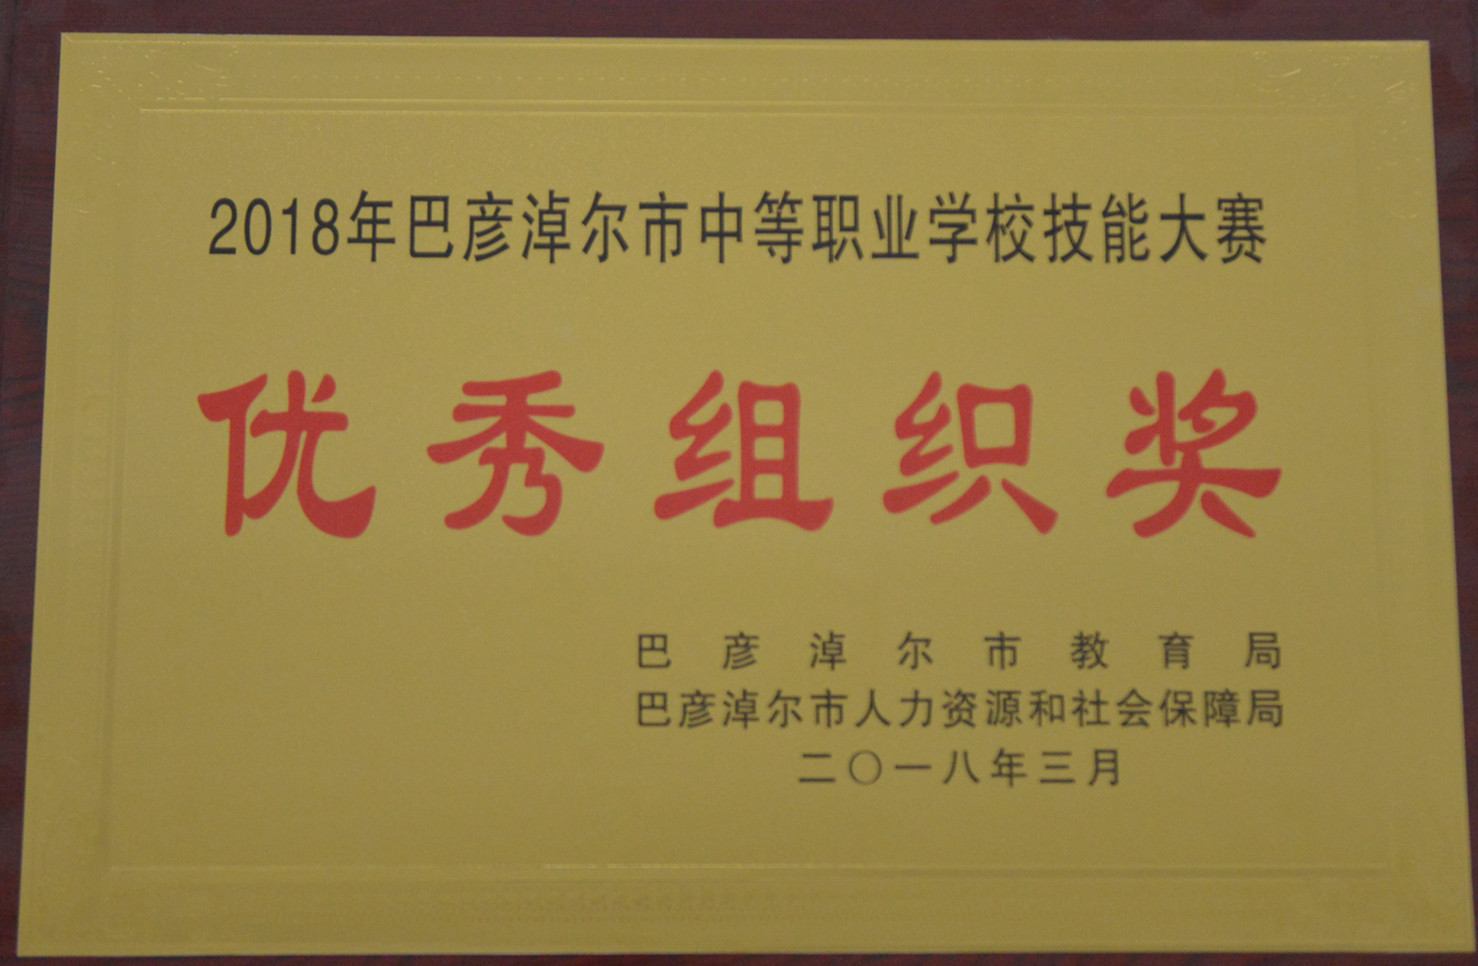 2018年巴彦淖尔市中等职业学校技能大赛
优秀组织奖
巴彦淖尔市教育局
巴彦淖尔市人力资源和社会保障局
二〇一八年三月